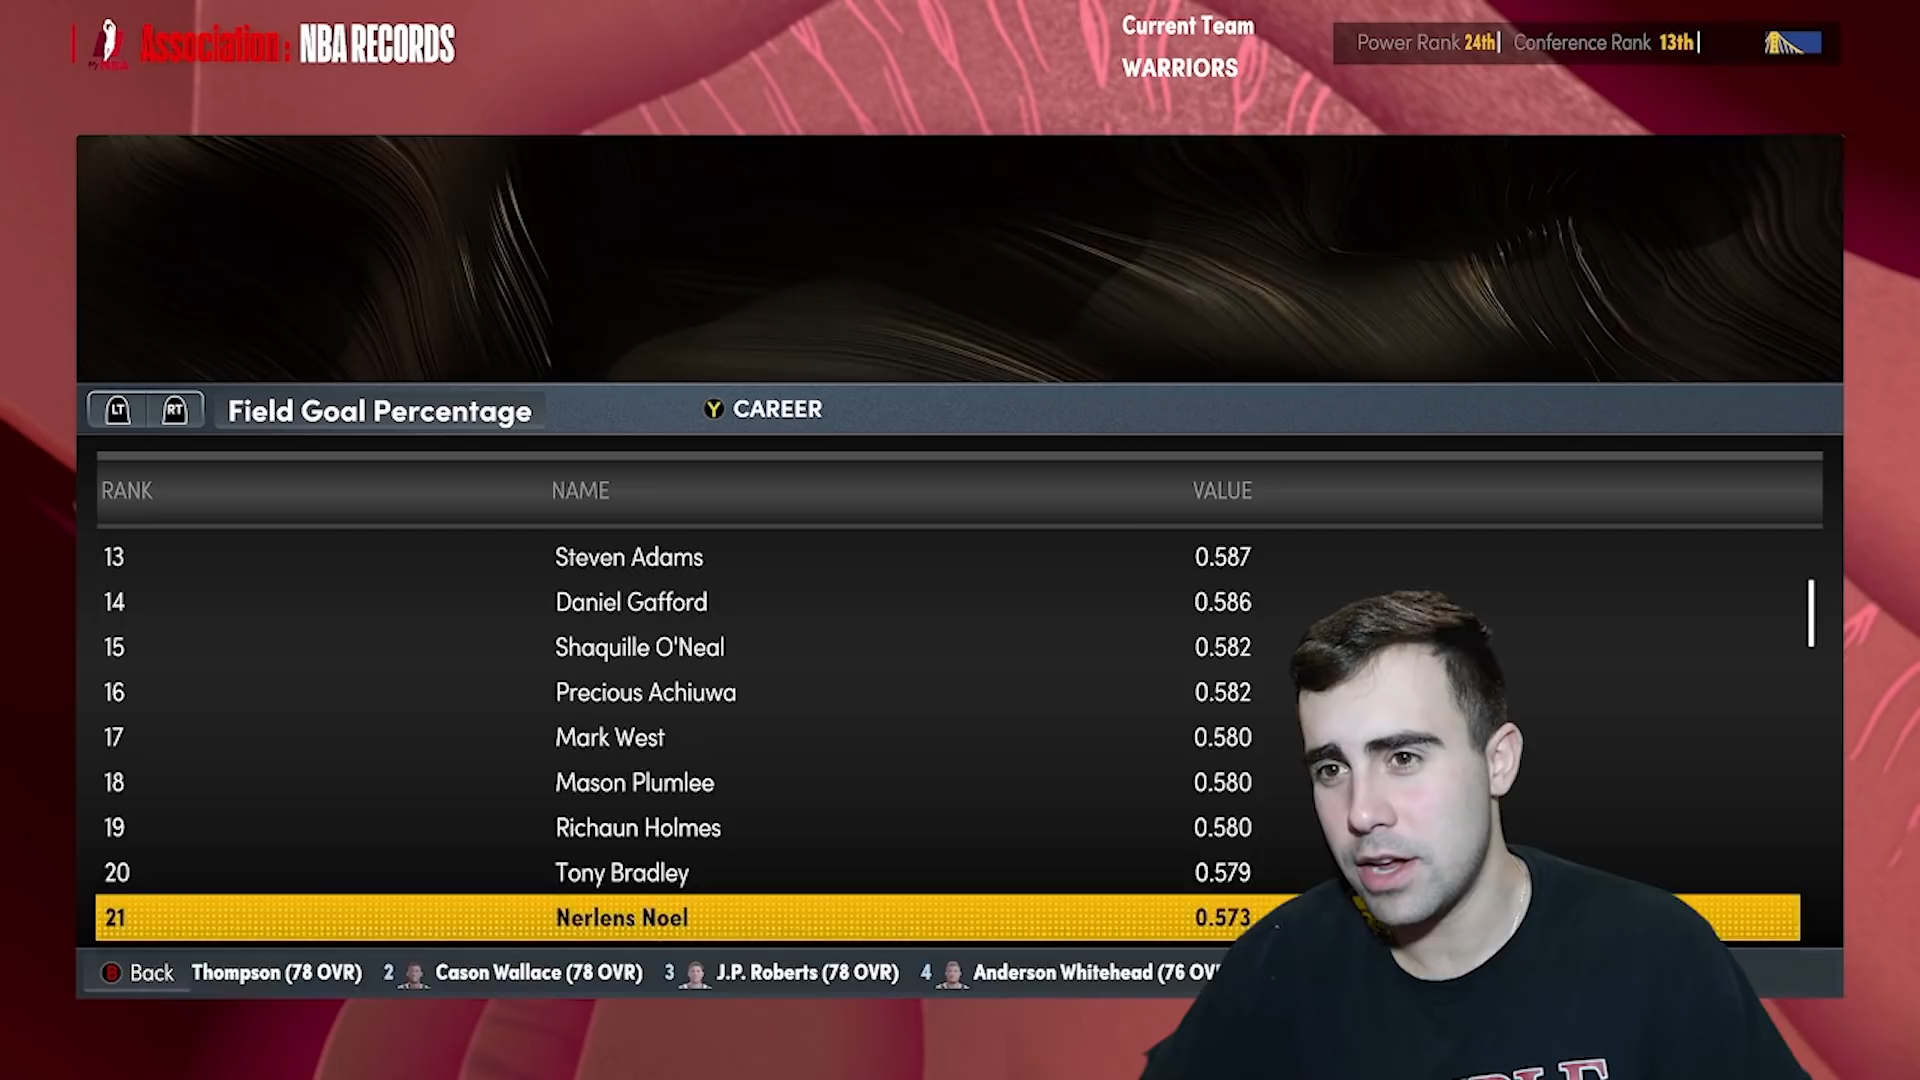 Association: NBA RECORDS
Current Team
WARRIORS
Power Rank 24th| Conference Rank 13th|
LT RT Field Goal Percentage Y CAREER
RANK NAME VALUE
13 Steven Adams 0.587
14 Daniel Gafford 0.586
15 Shaquille O'Neal 0.582
16 Precious Achiuwa 0.582
17 Mark West 0.580
18 Mason Plumlee 0.580
19 Richaun Holmes 0.580
20 Tony Bradley 0.579
21 Nerlens Noel 0.573
B Back Thompson (78 OVR) 2 Cason Wallace (78 OVR) 3 J.P. Roberts (78 OVR) 4 Anderson Whitehead (76 OV